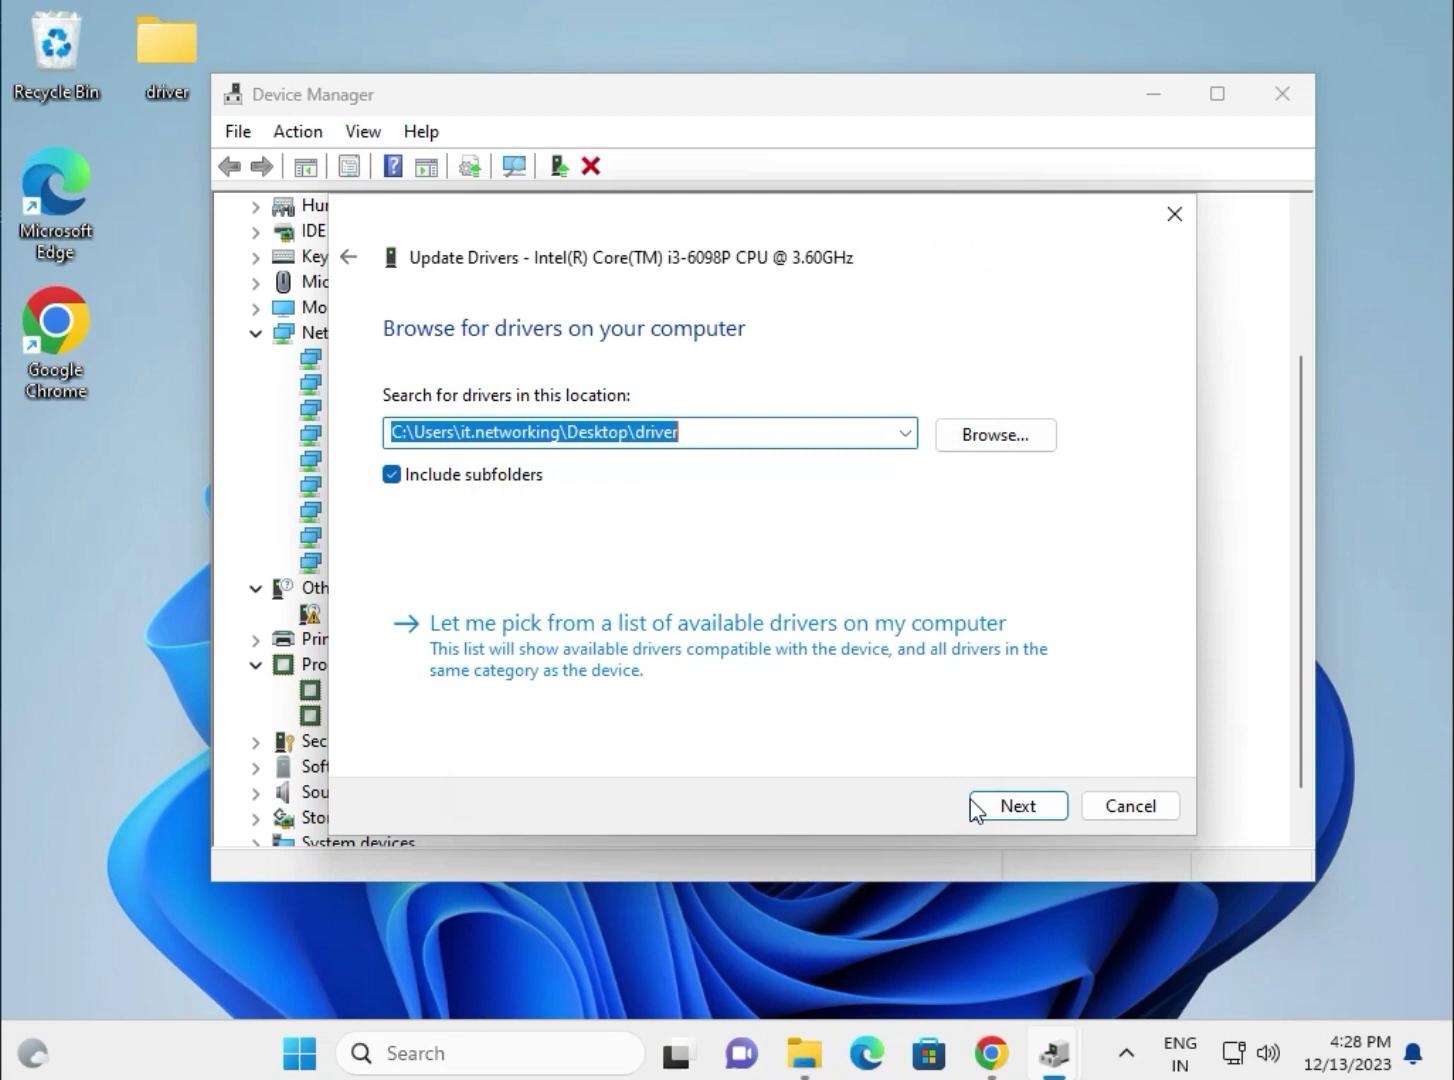 Recycle Bin
driver
Microsoft
Edge
Google
Chrome
Device Manager
File Action View Help
Hur
IDE
Key
Mic
Mo
Net
Oth
Prir
Pro
Sec
Soft
Sou
Stor
System devices
Update Drivers - Intel(R) Core(TM) i3-6098P CPU @ 3.60GHz
Browse for drivers on your computer
Search for drivers in this location:
C:\Users\it.networking\Desktop\driver
Browse...
Include subfolders
Let me pick from a list of available drivers on my computer
This list will show available drivers compatible with the device, and all drivers in the
same category as the device.
Next
Cancel
Search
ENG
IN
4:28 PM
12/13/2023